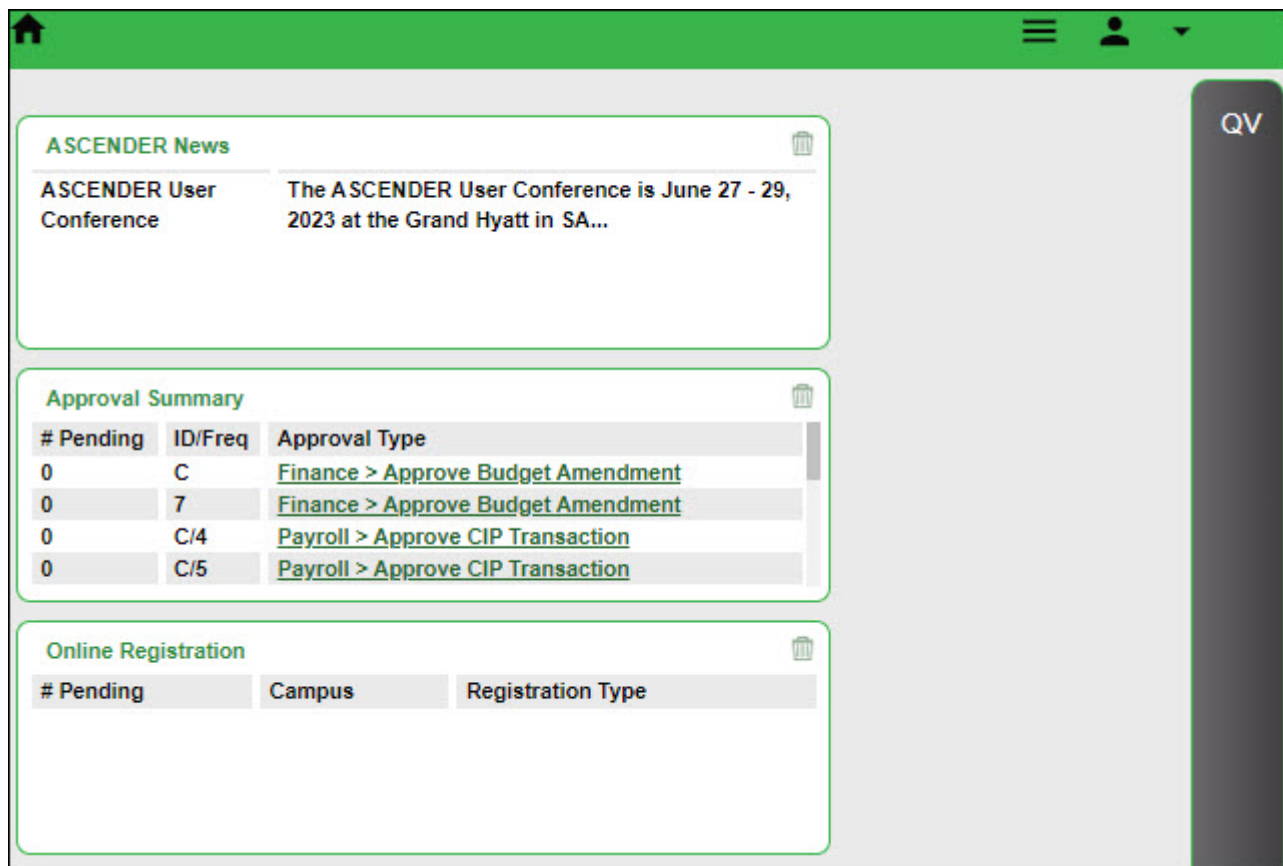 QV
ASCENDER News
ASCENDER User Conference The ASCENDER User Conference is June 27 - 29, 2023 at the Grand Hyatt in SA...
Approval Summary
# Pending ID/Freq Approval Type
0 C Finance > Approve Budget Amendment
0 7 Finance > Approve Budget Amendment
0 C/4 Payroll > Approve CIP Transaction
0 C/5 Payroll > Approve CIP Transaction
Online Registration
# Pending Campus Registration Type